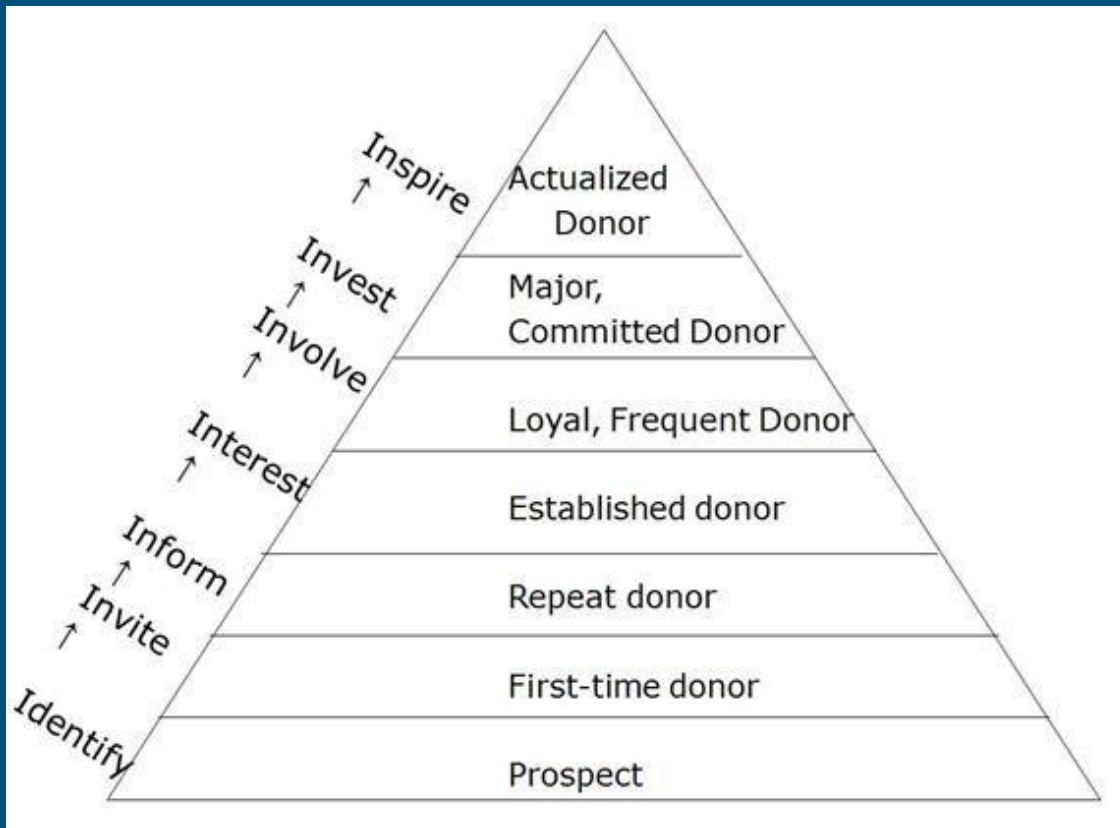 Inspire
↑
Invest
↑
Involve
↑
Interest
↑
Inform
↑
Invite
↑
Identify
Actualized
Donor
Major,
Committed Donor
Loyal, Frequent Donor
Established donor
Repeat donor
First-time donor
Prospect